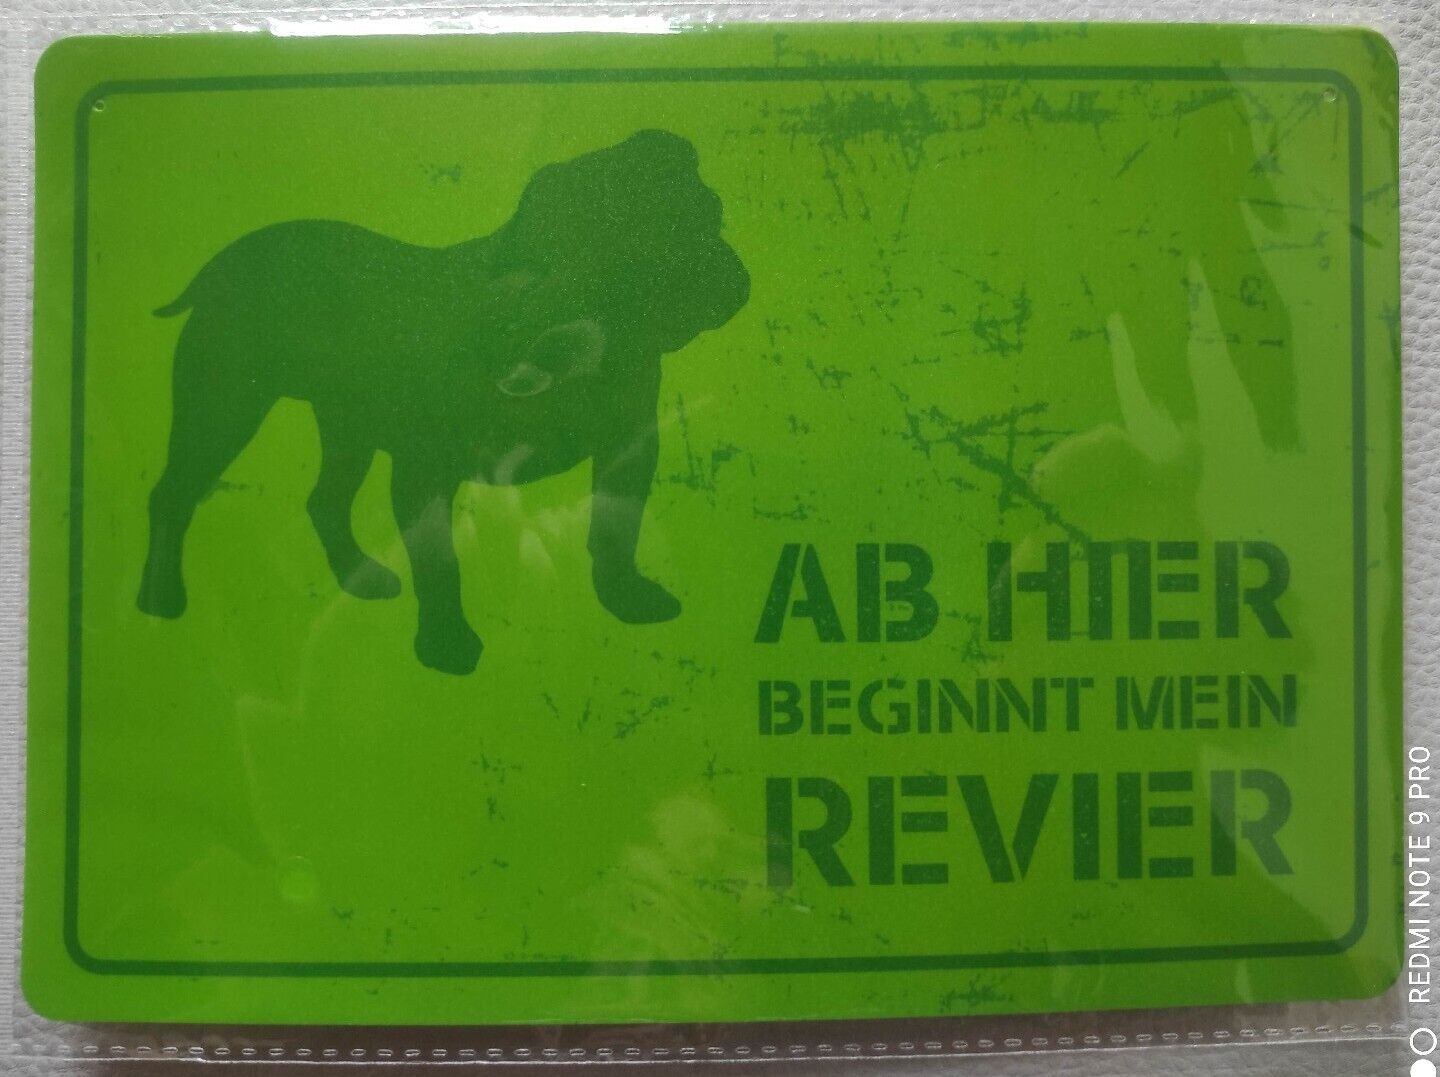 AB HIER
BEGINNT MEIN
REVIER
REDMI NOTE 9 PRO